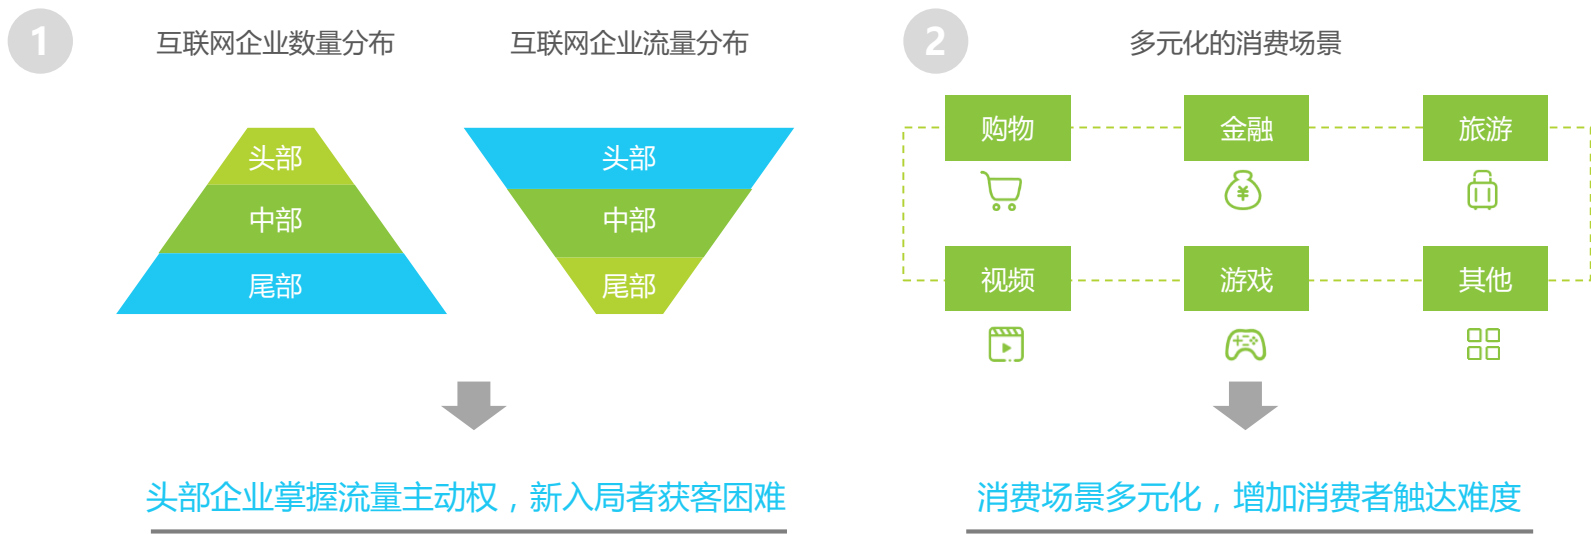 1
互联网企业数量分布
互联网企业流量分布
头部
中部
尾部
头部
中部
尾部
头部企业掌握流量主动权，新入局者获客困难
2
多元化的消费场景
购物
金融
旅游
¥
视频
游戏
其他
消费场景多元化，增加消费者触达难度